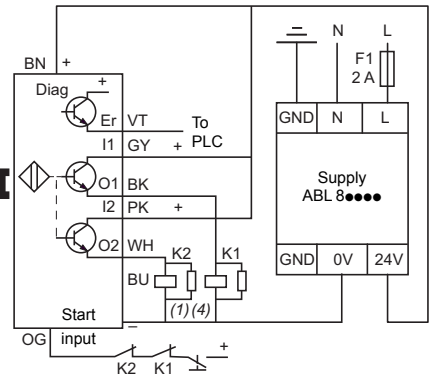 BN +
Diag +
Er VT To PLC
I1 GY +
O1 BK
I2 PK +
O2 WH
K2 K1
BU
(1) (4)
Start input
−
OG
K2 K1 +
N L
F1
2 A
GND N L
Supply
ABL 8●●●●
GND 0V 24V